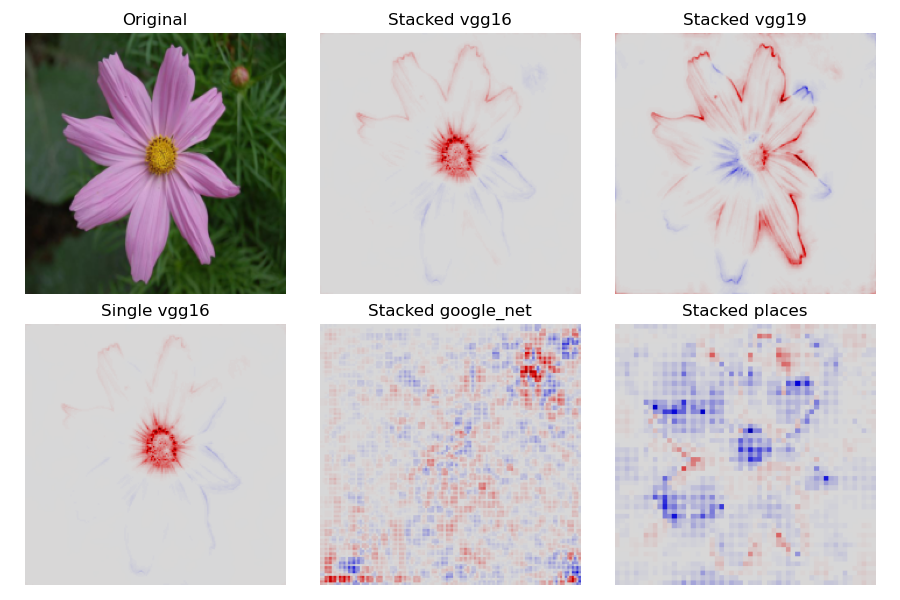 Original
Stacked vgg16
Stacked vgg19
Single vgg16
Stacked google_net
Stacked places